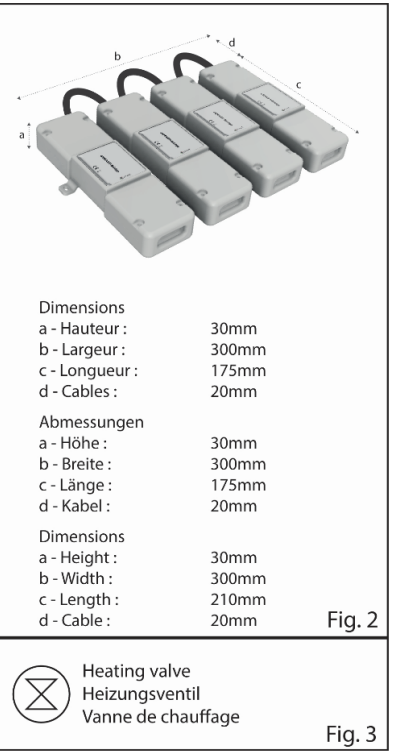 b
d
c
a
Dimensions
a - Hauteur : 30mm
b - Largeur : 300mm
c - Longueur : 175mm
d - Cables : 20mm
Abmessungen
a - Höhe : 30mm
b - Breite : 300mm
c - Länge : 175mm
d - Kabel : 20mm
Dimensions
a - Height : 30mm
b - Width : 300mm
c - Length : 210mm
d - Cable : 20mm
Fig. 2
Heating valve
Heizungsventil
Vanne de chauffage
Fig. 3